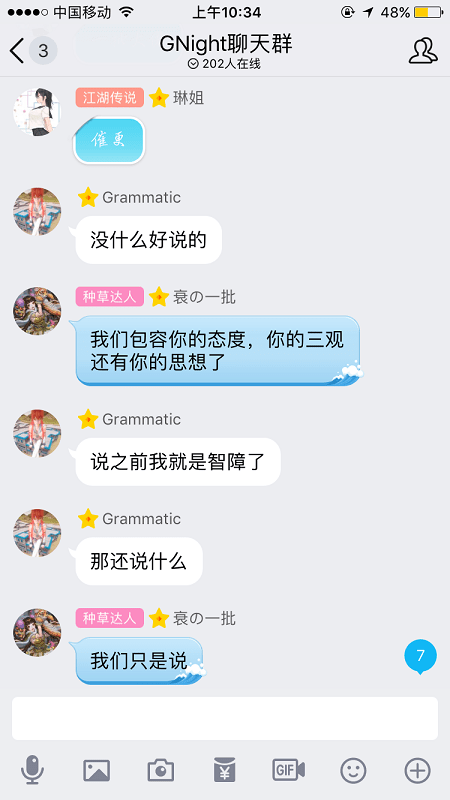 中国移动 上午10:34 48%
3 GNight聊天群
202人在线
江湖传说 琳姐
催更
Grammatic
没什么好说的
种草达人 衰の一批
我们包容你的态度，你的三观
还有你的思想了
Grammatic
说之前我就是智障了
Grammatic
那还说什么
种草达人 衰の一批
我们只是说
7
¥ GIF